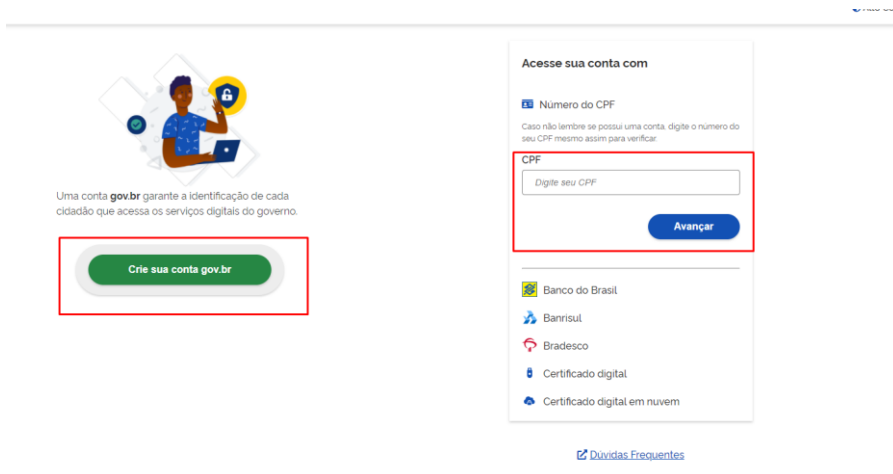 Uma conta gov.br garante a identificação de cada
cidadão que acessa os serviços digitais do governo.
Crie sua conta gov.br
Acesse sua conta com
Número do CPF
Caso não lembre se possui uma conta, digite o número do
seu CPF mesmo assim para verificar.
CPF
Digite seu CPF
Avançar
Banco do Brasil
Banrisul
Bradesco
Certificado digital
Certificado digital em nuvem
Dúvidas Frequentes